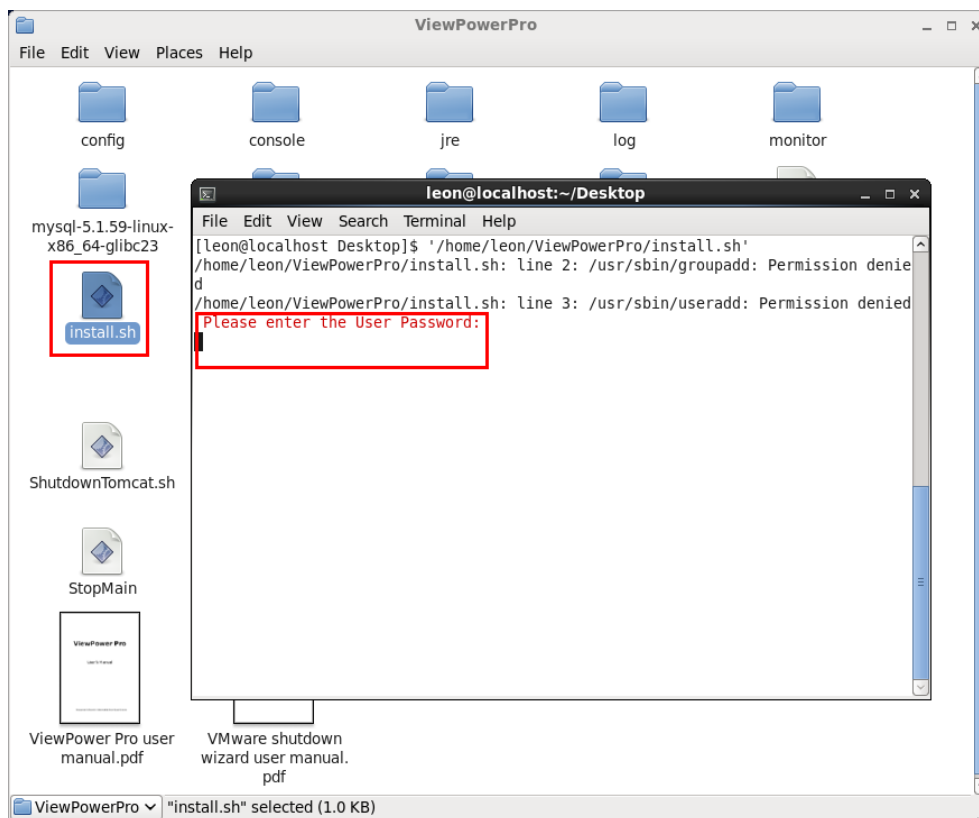 ViewPowerPro
File Edit View Places Help
config
console
jre
log
monitor
mysql-5.1.59-linux-
x86_64-glibc23
install.sh
ShutdownTomcat.sh
StopMain
leon@localhost:~/Desktop
File Edit View Search Terminal Help
[leon@localhost Desktop]$ '/home/leon/ViewPowerPro/install.sh'
/home/leon/ViewPowerPro/install.sh: line 2: /usr/sbin/groupadd: Permission denie
d
/home/leon/ViewPowerPro/install.sh: line 3: /usr/sbin/useradd: Permission denied
Please enter the User Password:
ViewPower Pro
User's Manual
ViewPower Pro user
manual.pdf
VMware shutdown
wizard user manual.
pdf
ViewPowerPro
"install.sh" selected (1.0 KB)